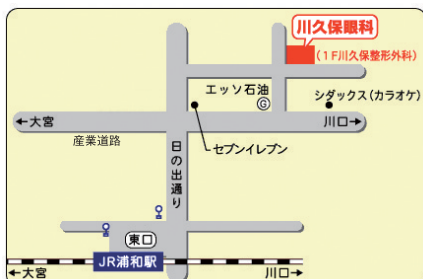 川久保眼科
(1F川久保整形外科)
エッソ石油
G
シダックス(カラオケ)
←大宮
川口→
産業道路
セブンイレブン
日の出通り
東口
JR浦和駅
←大宮
川口→